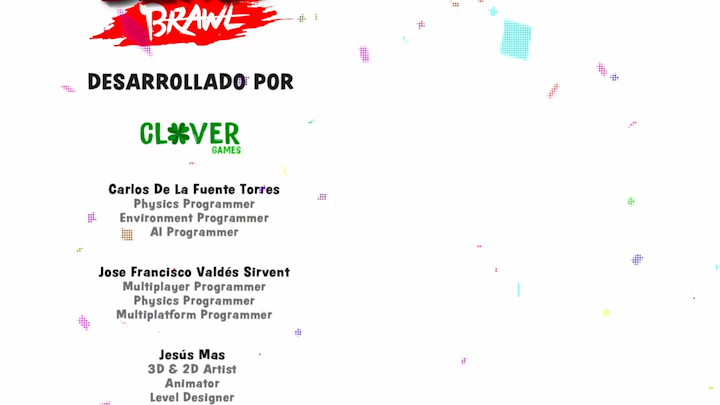 BRAWL
DESARROLLADO POR
CLOVER
GAMES
Carlos De La Fuente Torres
Physics Programmer
Environment Programmer
AI Programmer
Jose Francisco Valdés Sirvent
Multiplayer Programmer
Physics Programmer
Multiplatform Programmer
Jesús Mas
3D & 2D Artist
Animator
Level Designer